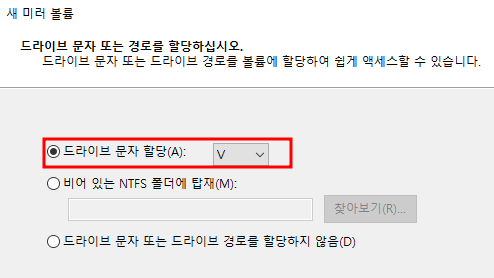 새 미러 볼륨
드라이브 문자 또는 경로를 할당하십시오.
드라이브 문자 또는 드라이브 경로를 볼륨에 할당하여 쉽게 액세스할 수 있습니다.
드라이브 문자 할당(A): V
비어 있는 NTFS 폴더에 탑재(M):
찾아보기(R)...
드라이브 문자 또는 드라이브 경로를 할당하지 않음(D)